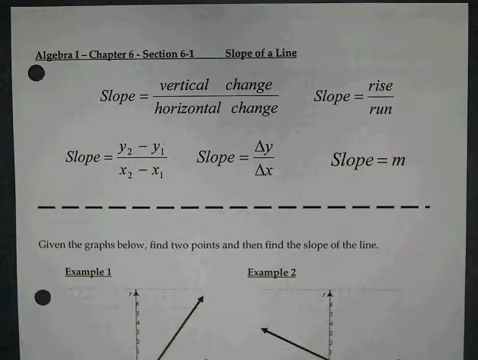 Algebra I – Chapter 6 - Section 6-1 Slope of a Line
Slope = vertical change / horizontal change Slope = rise / run
Slope = y₂ − y₁ / x₂ − x₁ Slope = Δy / Δx Slope = m
Given the graphs below, find two points and then find the slope of the line.
Example 1 Example 2
y y